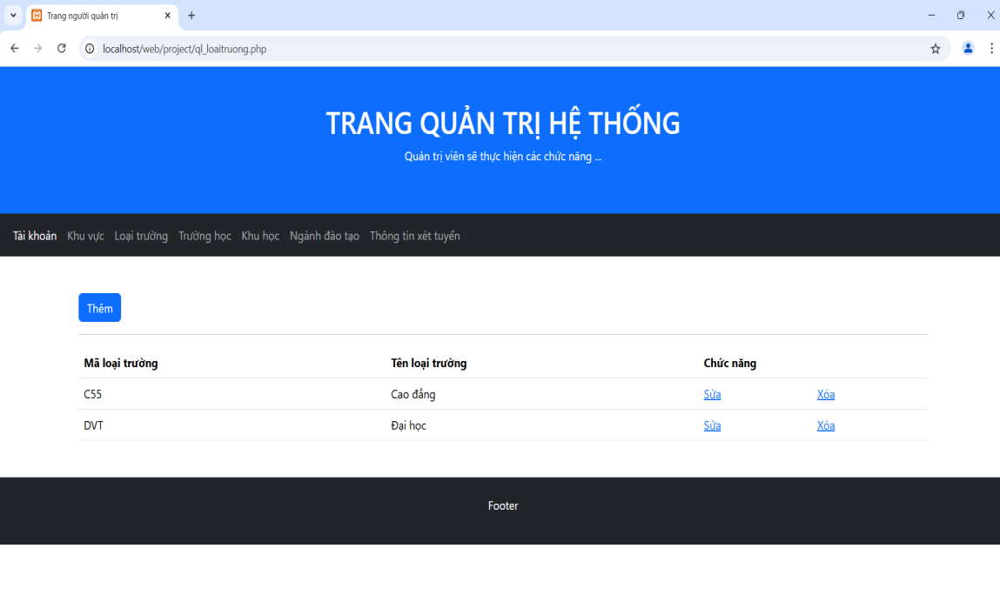 Trang người quản trị
localhost/web/project/ql_loaitruong.php
TRANG QUẢN TRỊ HỆ THỐNG
Quản trị viên sẽ thực hiện các chức năng ...
Tài khoản Khu vực Loại trường Trường học Khu học Ngành đào tạo Thông tin xét tuyển
Thêm
Mã loại trường Tên loại trường Chức năng
C55 Cao đẳng Sửa Xóa
DVT Đại học Sửa Xóa
Footer